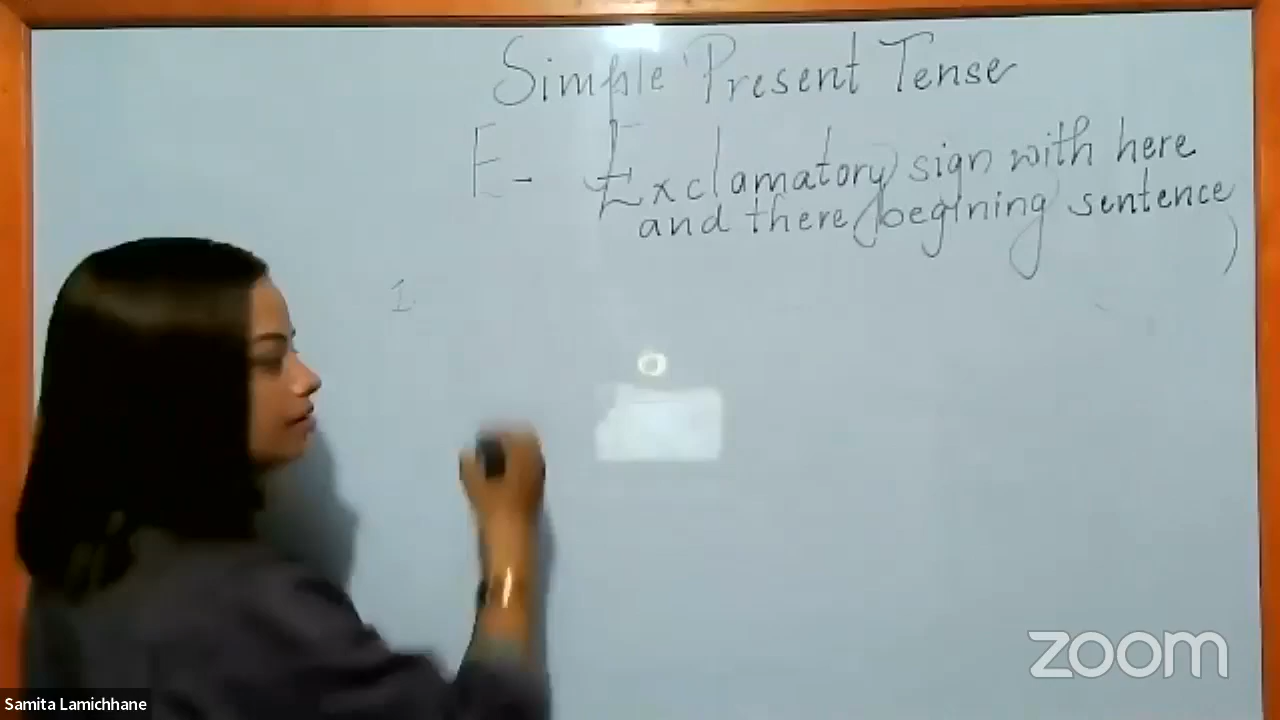 Simple Present Tense
E- Exclamatory sign with here
and there (begining sentence
)
1.
zoom
Samita Lamichhane